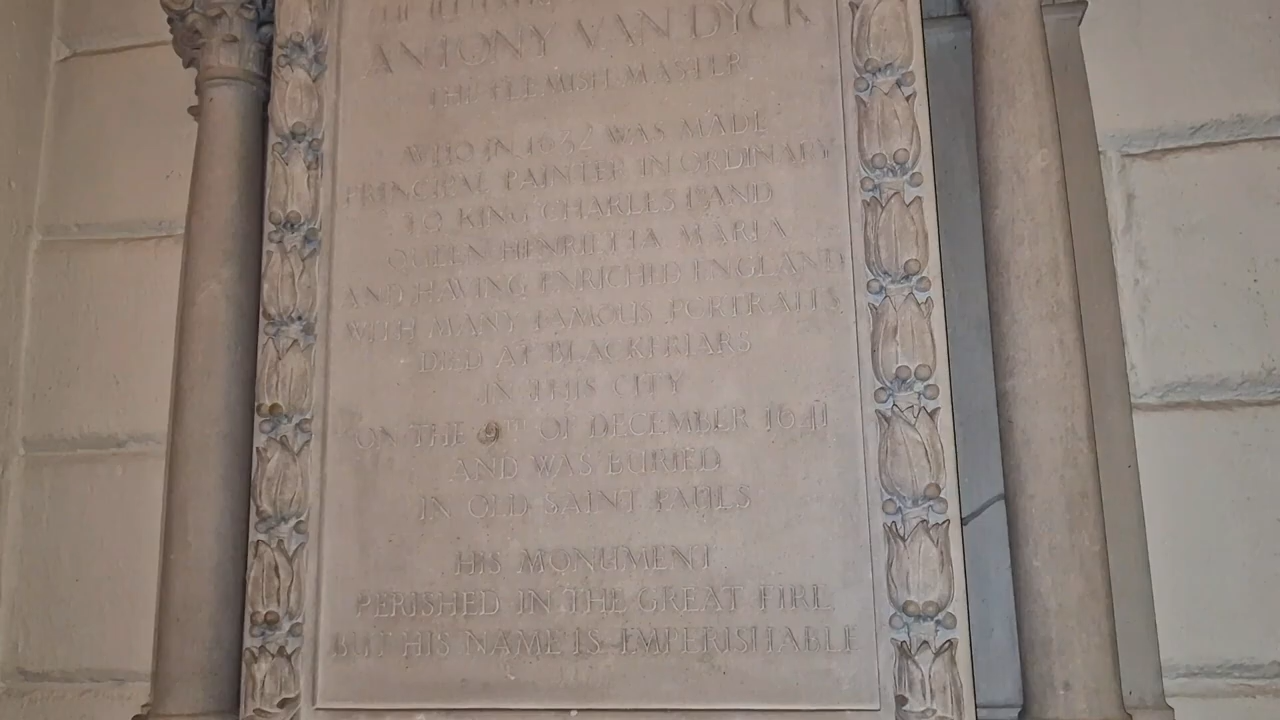 ANTONY VAN DYCK
THE FLEMISH MASTER
WHO IN 1632 WAS MADE
PRINCIPAL PAINTER IN ORDINARY
TO KING CHARLES I AND
QUEEN HENRIETTA MARIA
AND HAVING ENRICHED ENGLAND
WITH MANY FAMOUS PORTRAITS
DIED AT BLACKFRIARS
IN THIS CITY
ON THE 9TH OF DECEMBER 1641
AND WAS BURIED
IN OLD SAINT PAULS
HIS MONUMENT
PERISHED IN THE GREAT FIRE
BUT HIS NAME IS IMPERISHABLE